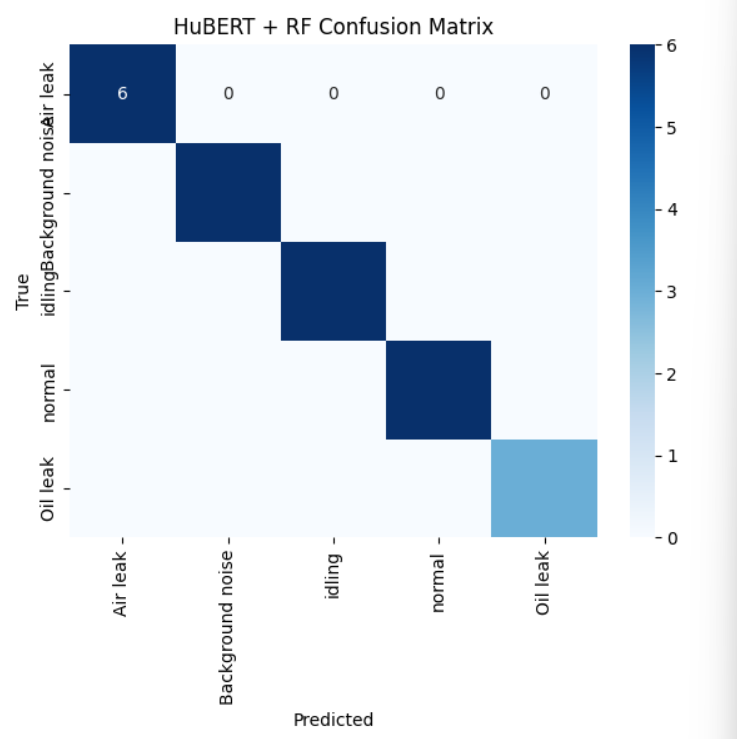 HuBERT + RF Confusion Matrix
True
Air leak
Background noise
idling
normal
Oil leak
6 0 0 0 0
6
5
4
3
2
1
0
Air leak
Background noise
idling
normal
Oil leak
Predicted